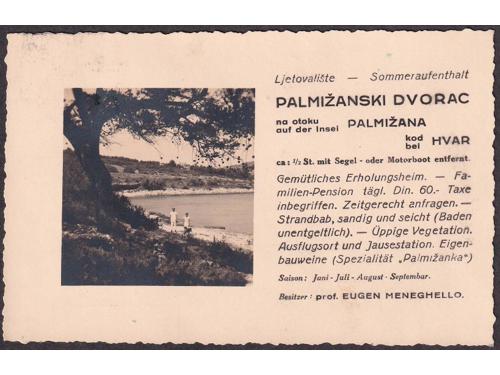 Ljetovalište — Sommeraufenthalt
PALMIŽANSKI DVORAC
na otoku
auf der Insel PALMIŽANA
kod
bei HVAR
ca: ½ St. mit Segel - oder Motorboot entfernt.
Gemütliches Erholungsheim. — Fa-
milien-Pension tägl. Din. 60.- Taxe
inbegriffen. Zeitgerecht anfragen. —
Strandbab, sandig und seicht (Baden
unentgeltlich). — Üppige Vegetation.
Ausflugsort und Jausestation. Eigen-
bauweine (Spezialität „Palmižanka")
Saison: Juni - Juli - August - Septembar.
Besitzer: prof. EUGEN MENEGHELLO.